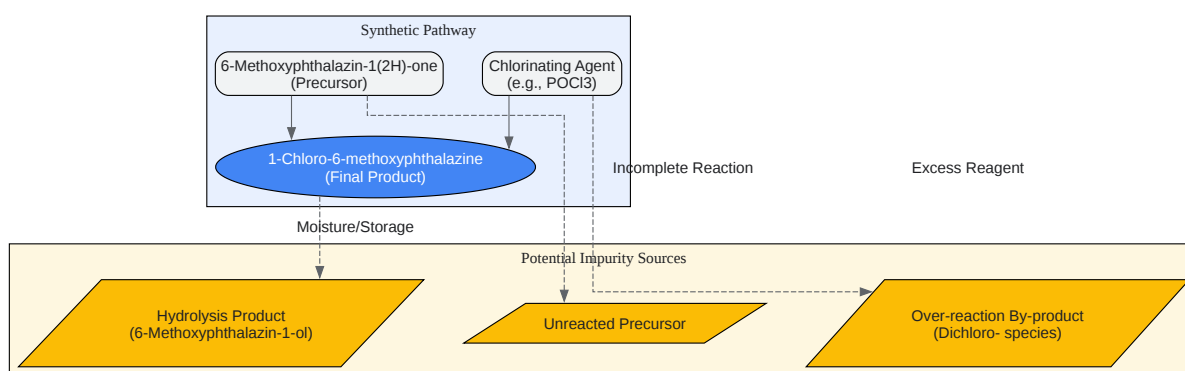 Synthetic Pathway
6-Methoxyphthalazin-1(2H)-one
(Precursor)
Chlorinating Agent
(e.g., POCl3)
1-Chloro-6-methoxyphthalazine
(Final Product)
Incomplete Reaction
Excess Reagent
Moisture/Storage
Potential Impurity Sources
Hydrolysis Product
(6-Methoxyphthalazin-1-ol)
Unreacted Precursor
Over-reaction By-product
(Dichloro- species)